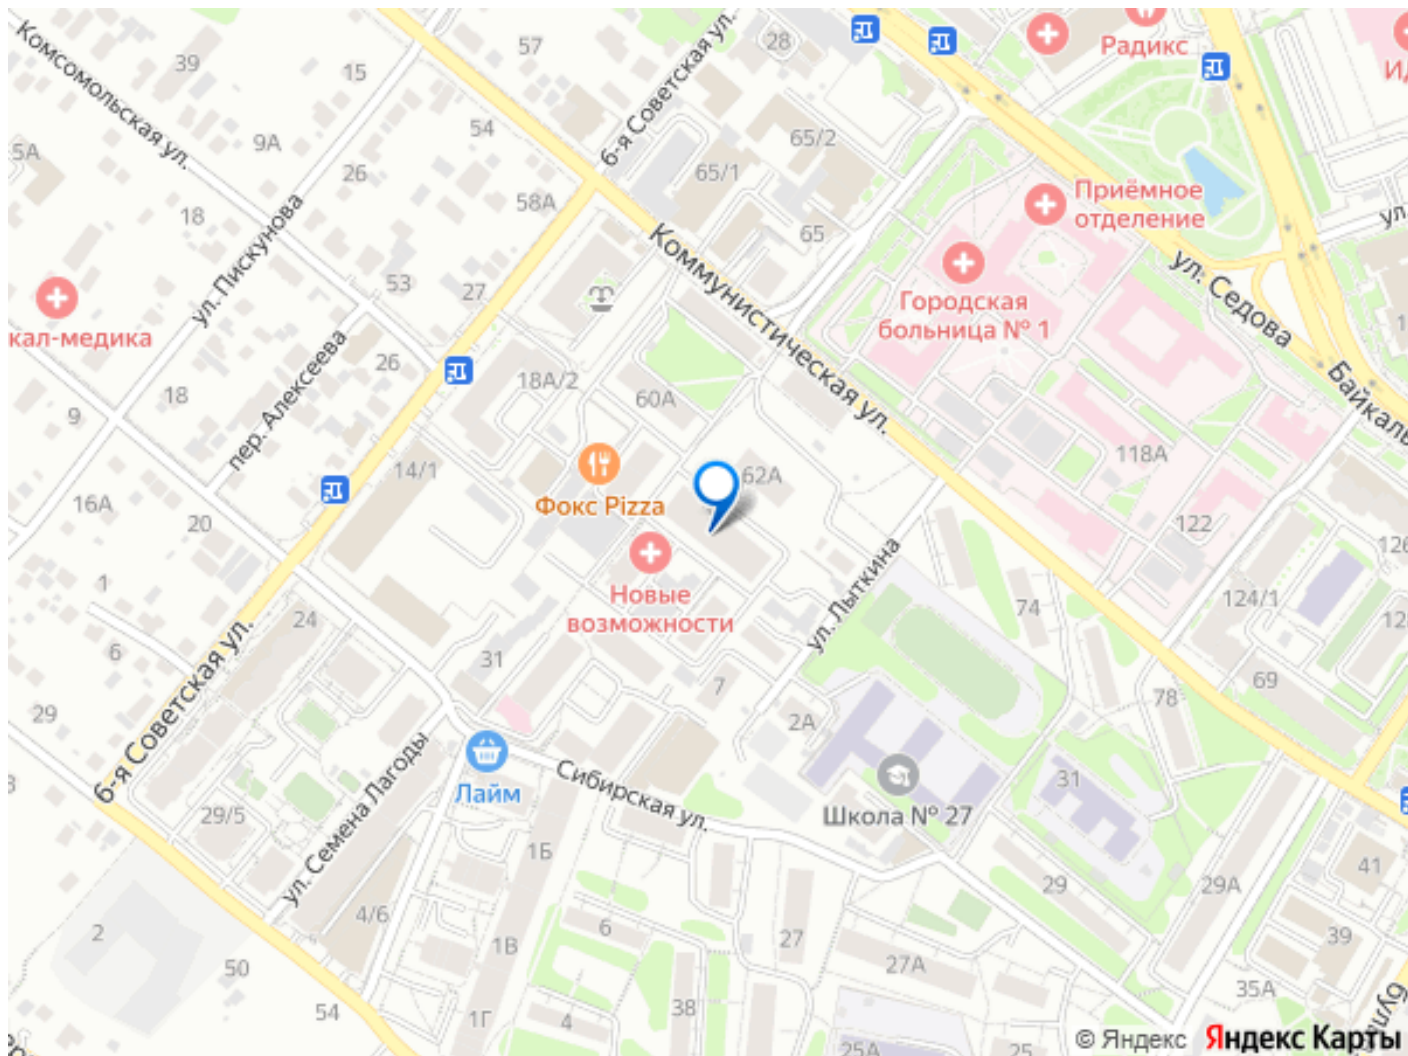 Комсомольская ул.
39
57
15
6-я Советская ул.
28
Радикс
5А
9А
54
65/2
26
65/1
Приёмное
отделение
18
58А
ул. Пискунова
65
Коммунистическая ул.
ул. Седова
53
27
Городская
больница № 1
кал-медика
пер. Алексеева
26
18А/2
60А
Байкаль
18
9
14/1
62А
118А
16А
Фокс Pizza
20
122
ул. Лыткина
126
1
Новые
возможности
74
124/1
24
6
31
7
69
78
29
6-я Советская ул.
2А
ул. Семена Лагоды
Лайм
Сибирская ул.
31
Школа № 27
29/5
1Б
41
29
29А
4/6
2
6
27
39
1В
27А
50
38
35А
54
1Г
4
25А
25
© Яндекс
Яндекс Карты